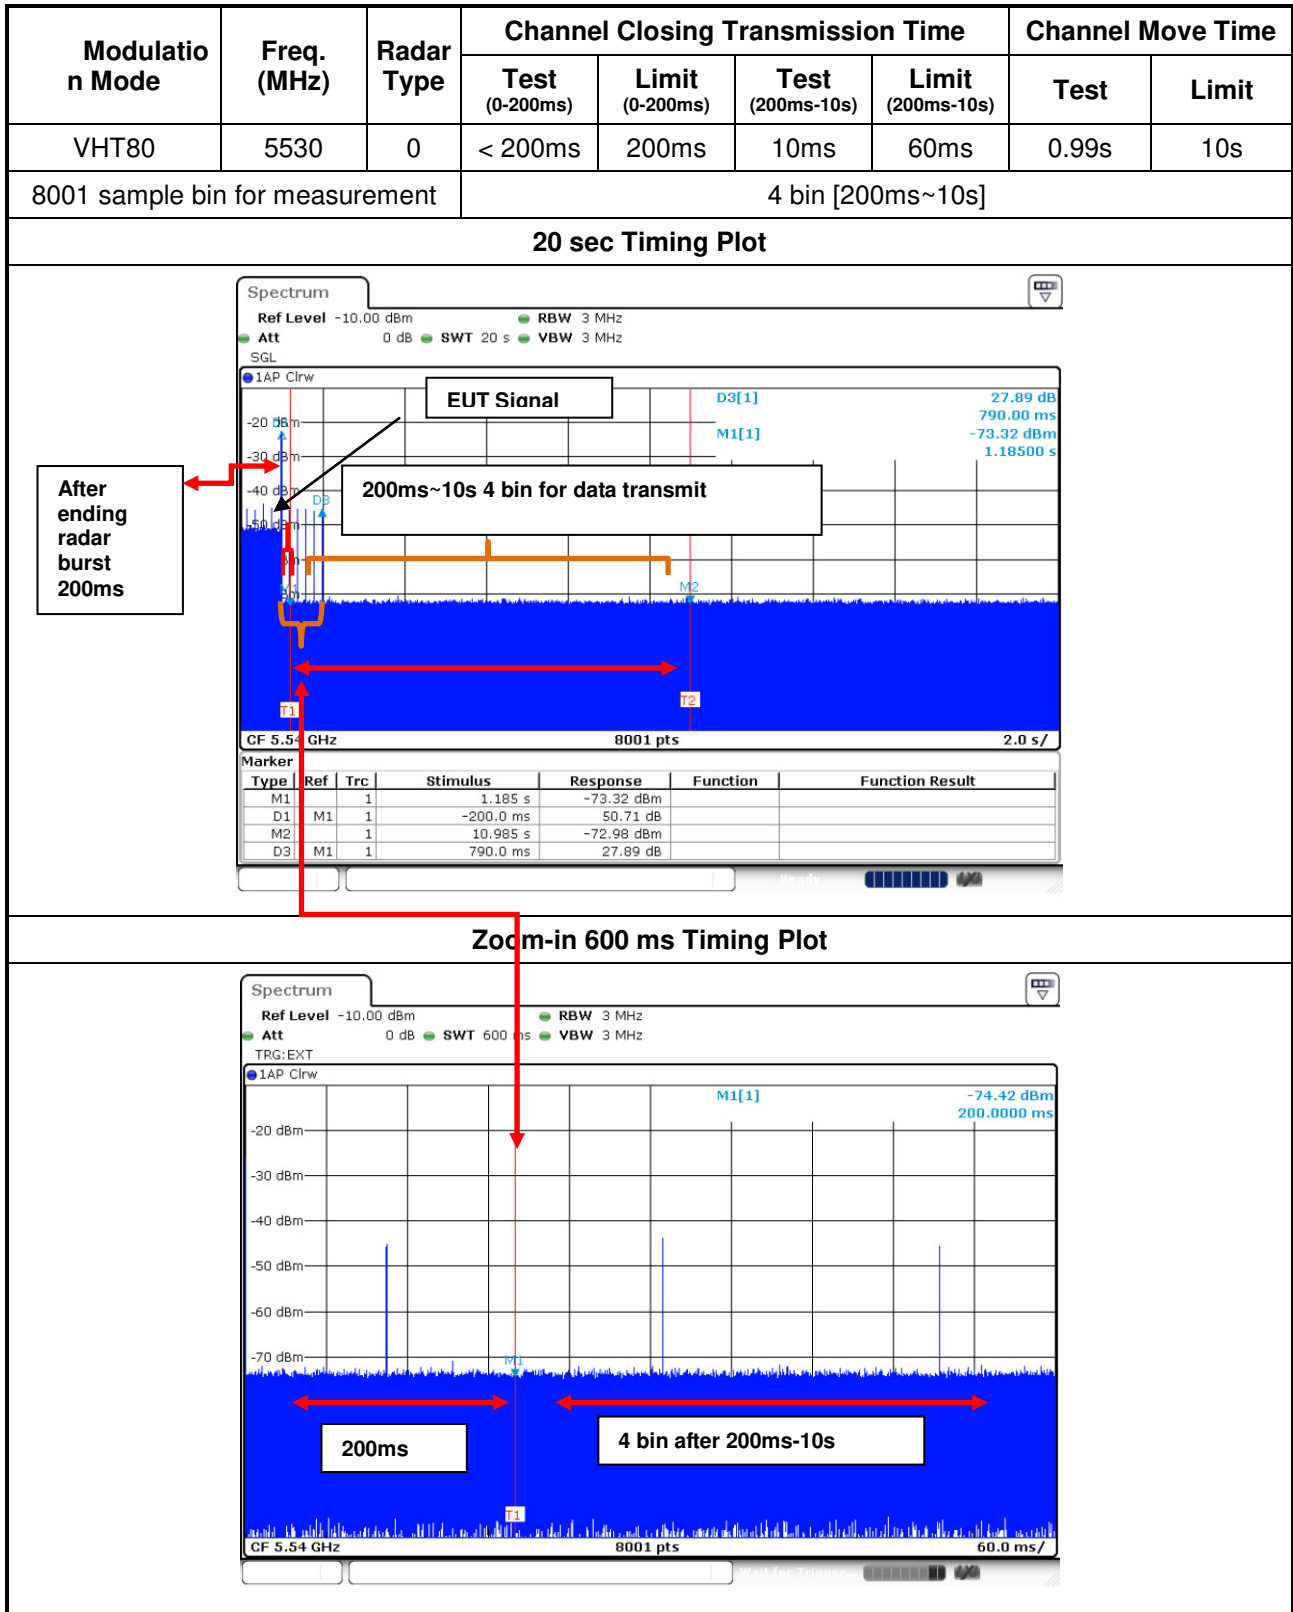 Modulatio
n Mode
Freq.
(MHz)
Radar
Type
Channel Closing Transmission Time
Channel Move Time
Test
(0-200ms)
Limit
(0-200ms)
Test
(200ms-10s)
Limit
(200ms-10s)
Test
Limit
VHT80 5530 0 < 200ms 200ms 10ms 60ms 0.99s 10s
8001 sample bin for measurement 4 bin [200ms~10s]
20 sec Timing Plot
Spectrum
Ref Level -10.00 dBm RBW 3 MHz
Att 0 dB SWT 20 s VBW 3 MHz
SGL
1AP Clrw
EUT Signal
D3[1] 27.89 dB
790.00 ms
M1[1] -73.32 dBm
1.18500 s
-20 dBm
-30 dBm
-40 dBm
D3
-50 dBm
200ms~10s 4 bin for data transmit
After
ending
radar
burst
200ms
M1
M2
T1
T2
CF 5.54 GHz 8001 pts 2.0 s/
Marker
Type Ref Trc Stimulus Response Function Function Result
M1 1 1.185 s -73.32 dBm
D1 M1 1 -200.0 ms 50.71 dB
M2 1 10.985 s -72.98 dBm
D3 M1 1 790.0 ms 27.89 dB
Ready
Zoom-in 600 ms Timing Plot
Spectrum
Ref Level -10.00 dBm RBW 3 MHz
Att 0 dB SWT 600 ms VBW 3 MHz
TRG:EXT
1AP Clrw
M1[1] -74.42 dBm
200.0000 ms
-20 dBm
-30 dBm
-40 dBm
-50 dBm
-60 dBm
-70 dBm
M1
200ms
4 bin after 200ms-10s
T1
CF 5.54 GHz 8001 pts 60.0 ms/
Wait for Trigger